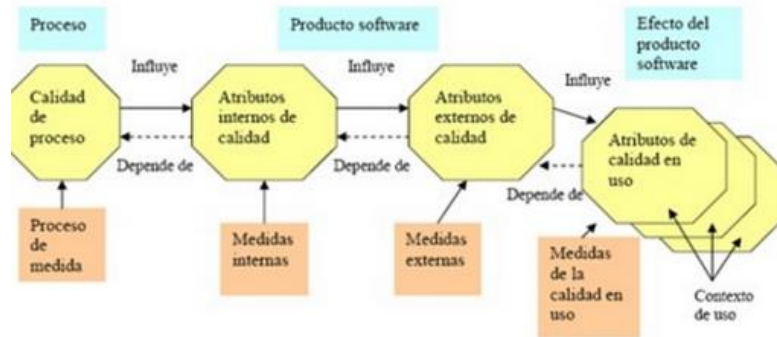 Proceso
Producto software
Efecto del
producto
software
Influye
Influye
Influye
Calidad
de
proceso
Atributos
internos de
calidad
Atributos
externos de
calidad
Atributos de
calidad en
uso
Depende de
Depende de
Depende de
Proceso
de
medida
Medidas
internas
Medidas
externas
Medidas
de la
calidad en
uso
Contexto
de uso